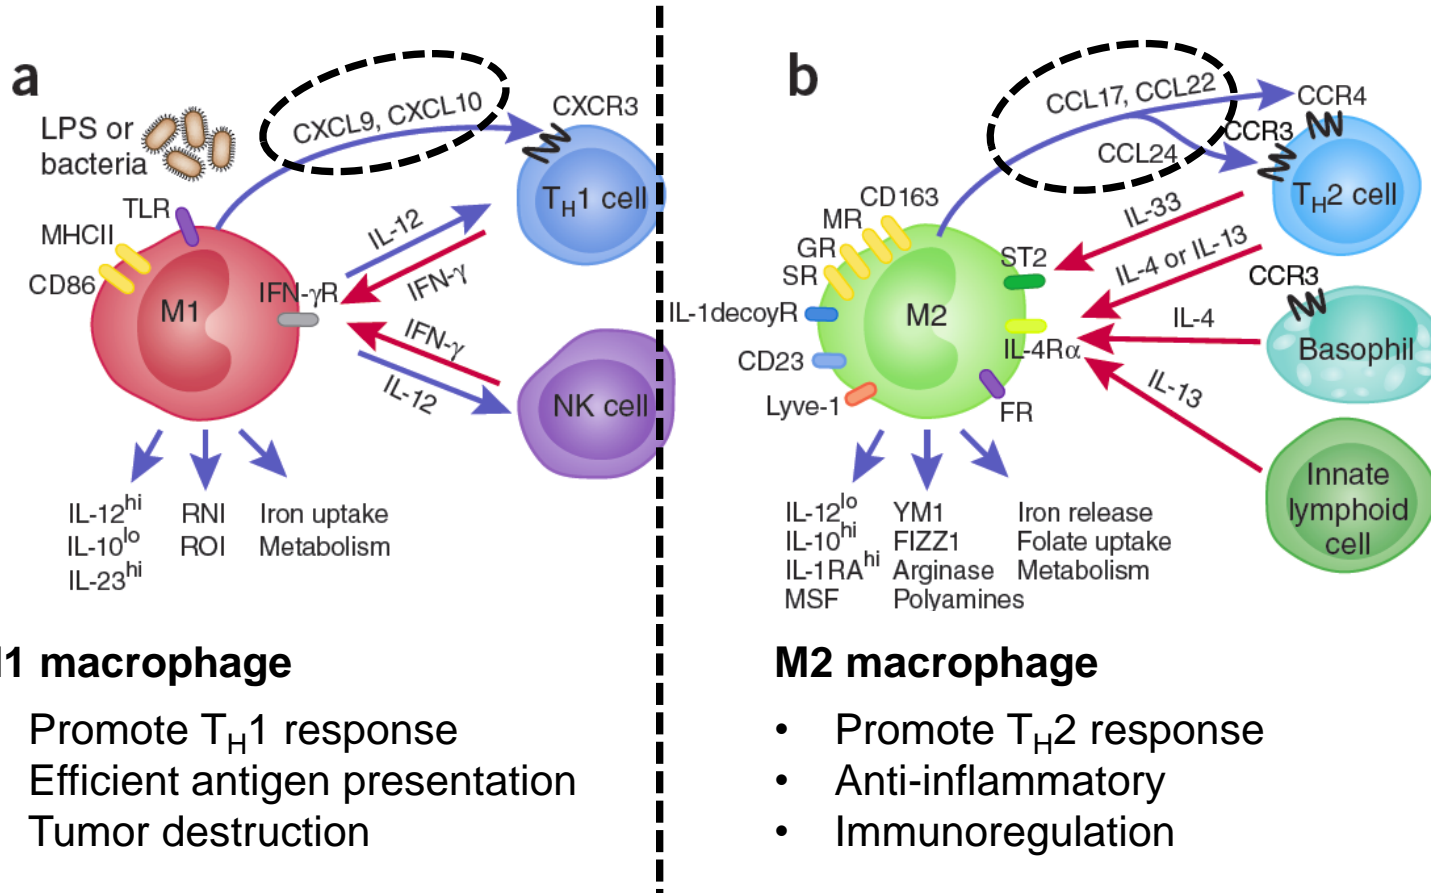 a
LPS or
bacteria
CXCL9, CXCL10
CXCR3
TH1 cell
TLR
MHCII
CD86
M1
IFN-γR
IL-12
IFN-γ
IFN-γ
IL-12
NK cell
IL-12hi
IL-10lo
IL-23hi
RNI
ROI
Iron uptake
Metabolism
1 macrophage
Promote TH1 response
Efficient antigen presentation
Tumor destruction
b
CCL17, CCL22
CCL24
CCR4
CCR3
TH2 cell
CD163
MR
GR
SR
IL-1decoyR
CD23
Lyve-1
M2
ST2
IL-4Rα
FR
IL-33
IL-4 or IL-13
CCR3
IL-4
Basophil
IL-13
Innate
lymphoid
cell
IL-12lo
IL-10hi
IL-1RAhi
MSF
YM1
FIZZ1
Arginase
Polyamines
Iron release
Folate uptake
Metabolism
M2 macrophage
• Promote TH2 response
• Anti-inflammatory
• Immunoregulation